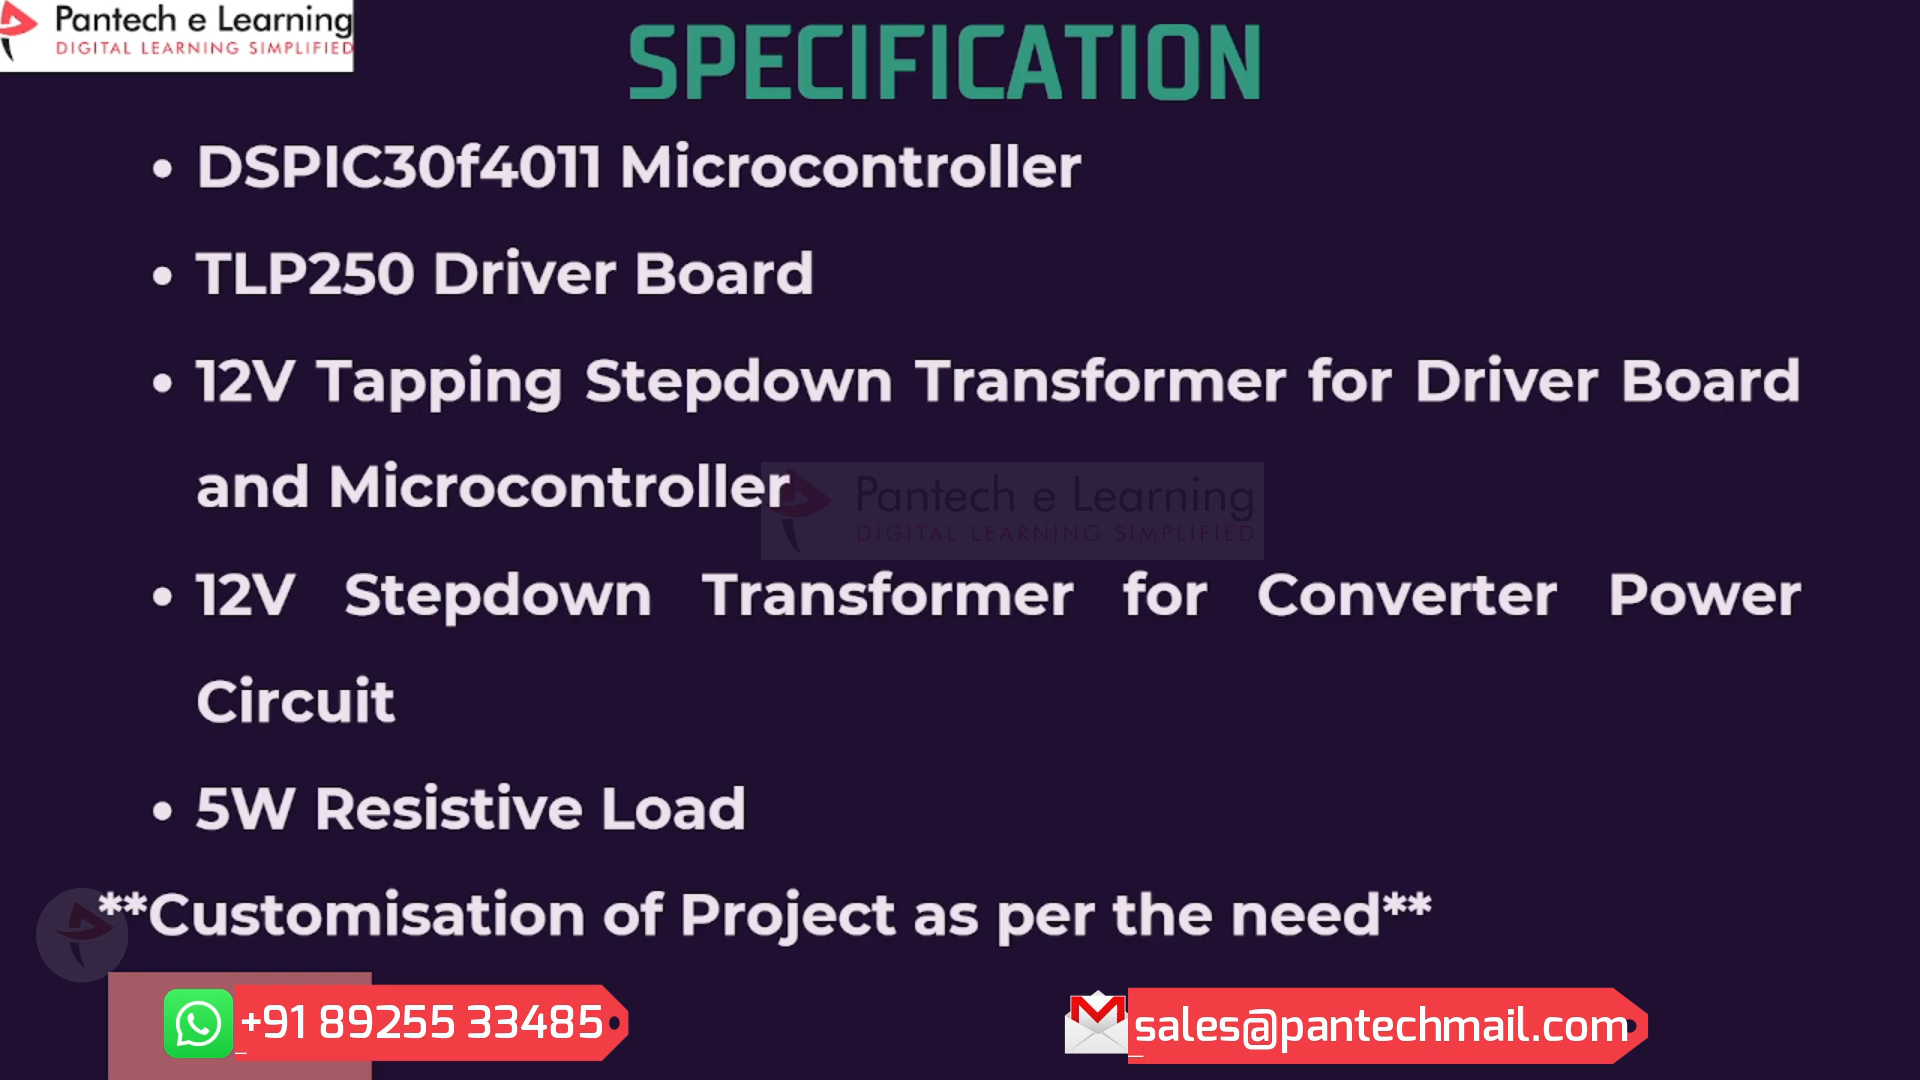 Pantech e Learning
DIGITAL LEARNING SIMPLIFIED
SPECIFICATION
• DSPIC30f4011 Microcontroller
• TLP250 Driver Board
• 12V Tapping Stepdown Transformer for Driver Board
and Microcontroller
Pantech e Learning
DIGITAL LEARNING SIMPLIFIED
• 12V Stepdown Transformer for Converter Power
Circuit
• 5W Resistive Load
**Customisation of Project as per the need**
+91 89255 33485
sales@pantechmail.com